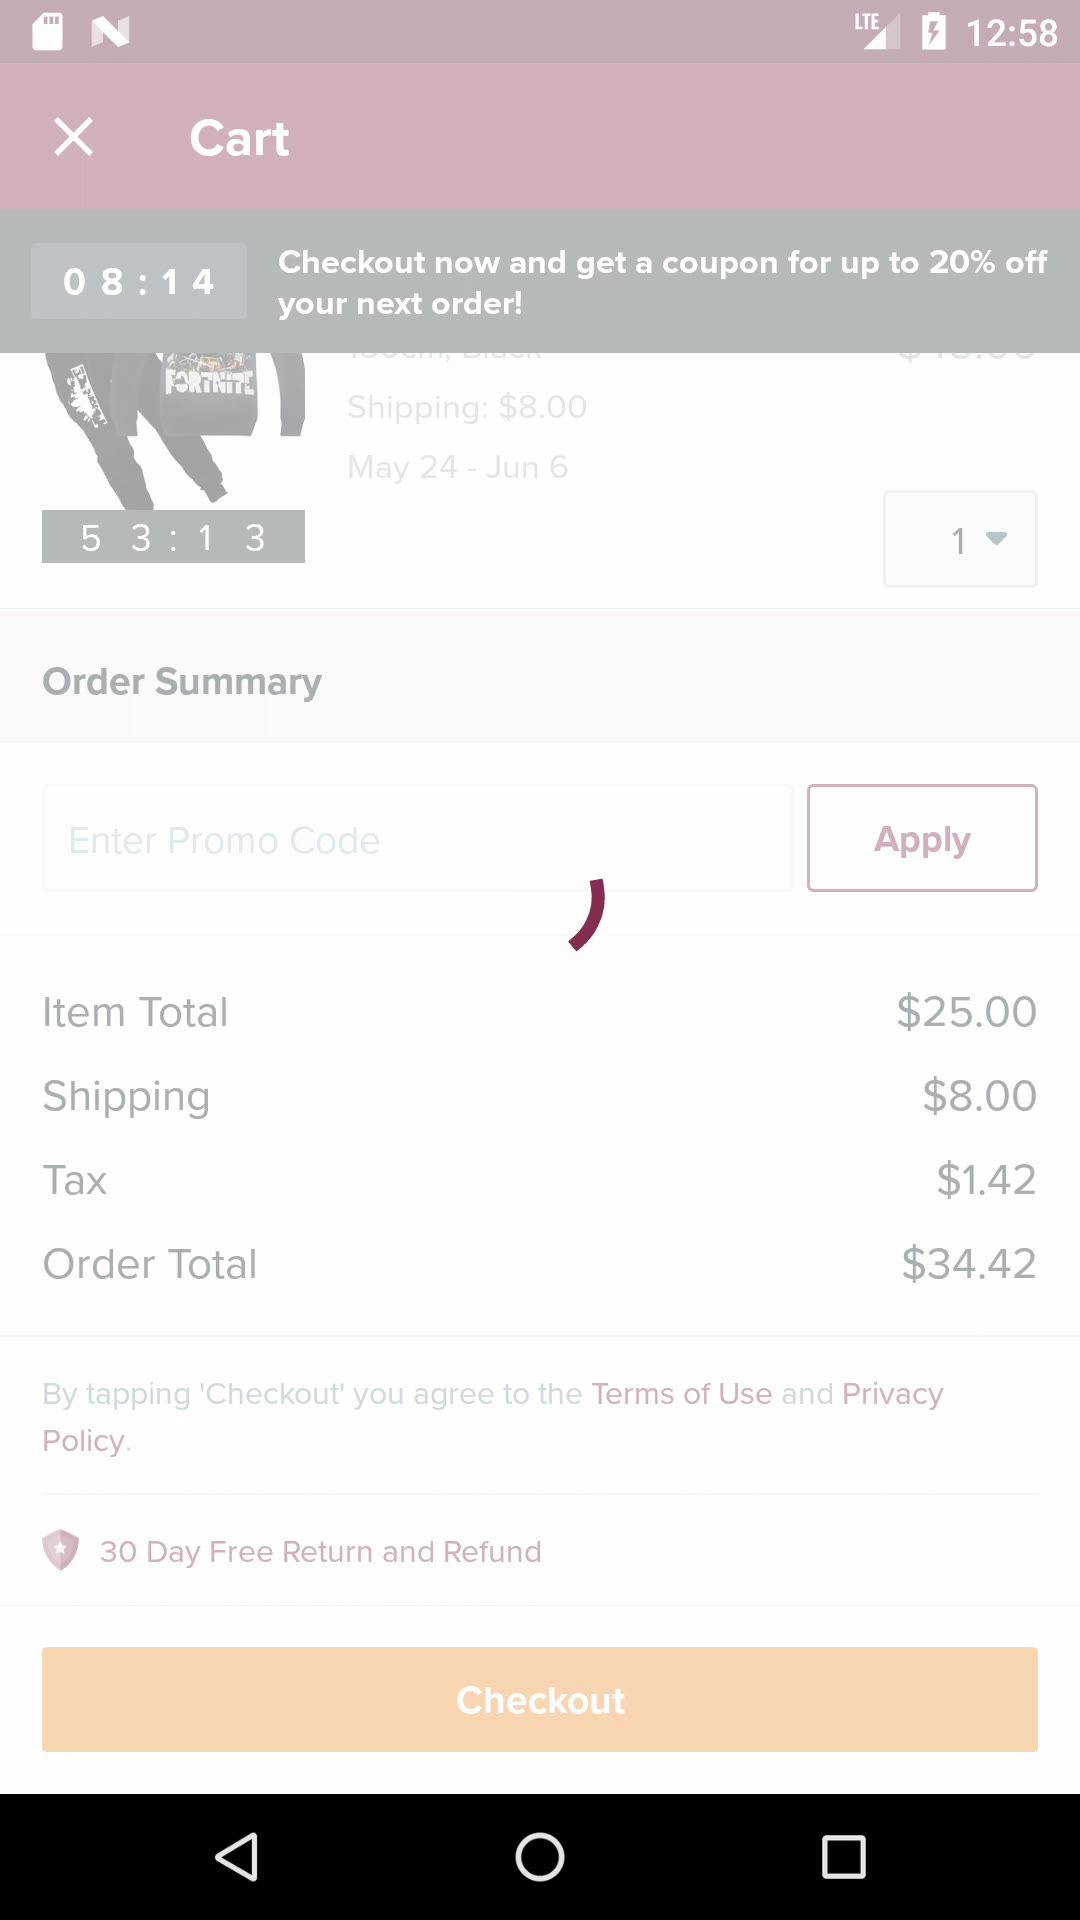 LTE 12:58
Cart
08:14
Checkout now and get a coupon for up to 20% off
your next order!
FORTNITE
Shipping: $8.00
May 24 - Jun 6
53:13
1
Order Summary
Enter Promo Code
Apply
Item Total $25.00
Shipping $8.00
Tax $1.42
Order Total $34.42
By tapping 'Checkout' you agree to the Terms of Use and Privacy
Policy.
30 Day Free Return and Refund
Checkout